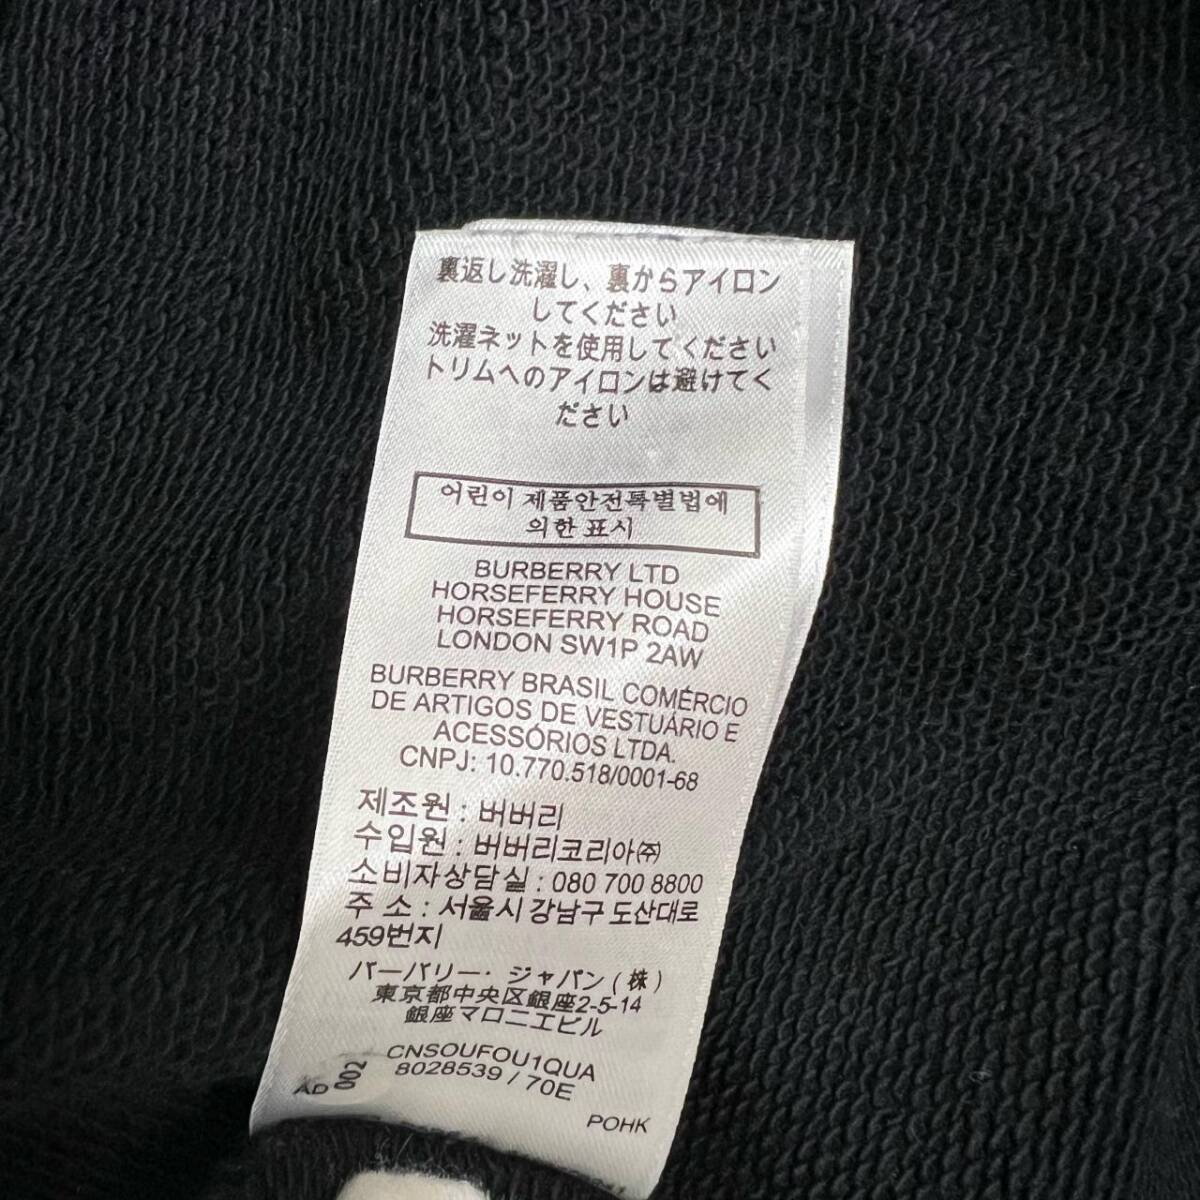 裏返し洗濯し、裏からアイロン
してください
洗濯ネットを使用してください
トリムへのアイロンは避けてく
ださい
어린이 제품안전특별법에
의한 표시
BURBERRY LTD
HORSEFERRY HOUSE
HORSEFERRY ROAD
LONDON SW1P 2AW
BURBERRY BRASIL COMÉRCIO
DE ARTIGOS DE VESTUÁRIO E
ACESSÓRIOS LTDA.
CNPJ: 10.770.518/0001-68
제조원 : 버버리
수입원 : 버버리코리아㈜
소비자상담실 : 080 700 8800
주 소 : 서울시 강남구 도산대로
459번지
バーバリー・ジャパン(株)
東京都中央区銀座2-5-14
銀座マロニエビル
CNSOUFOU1QUA
8028539 / 70E
AD 002
POHK